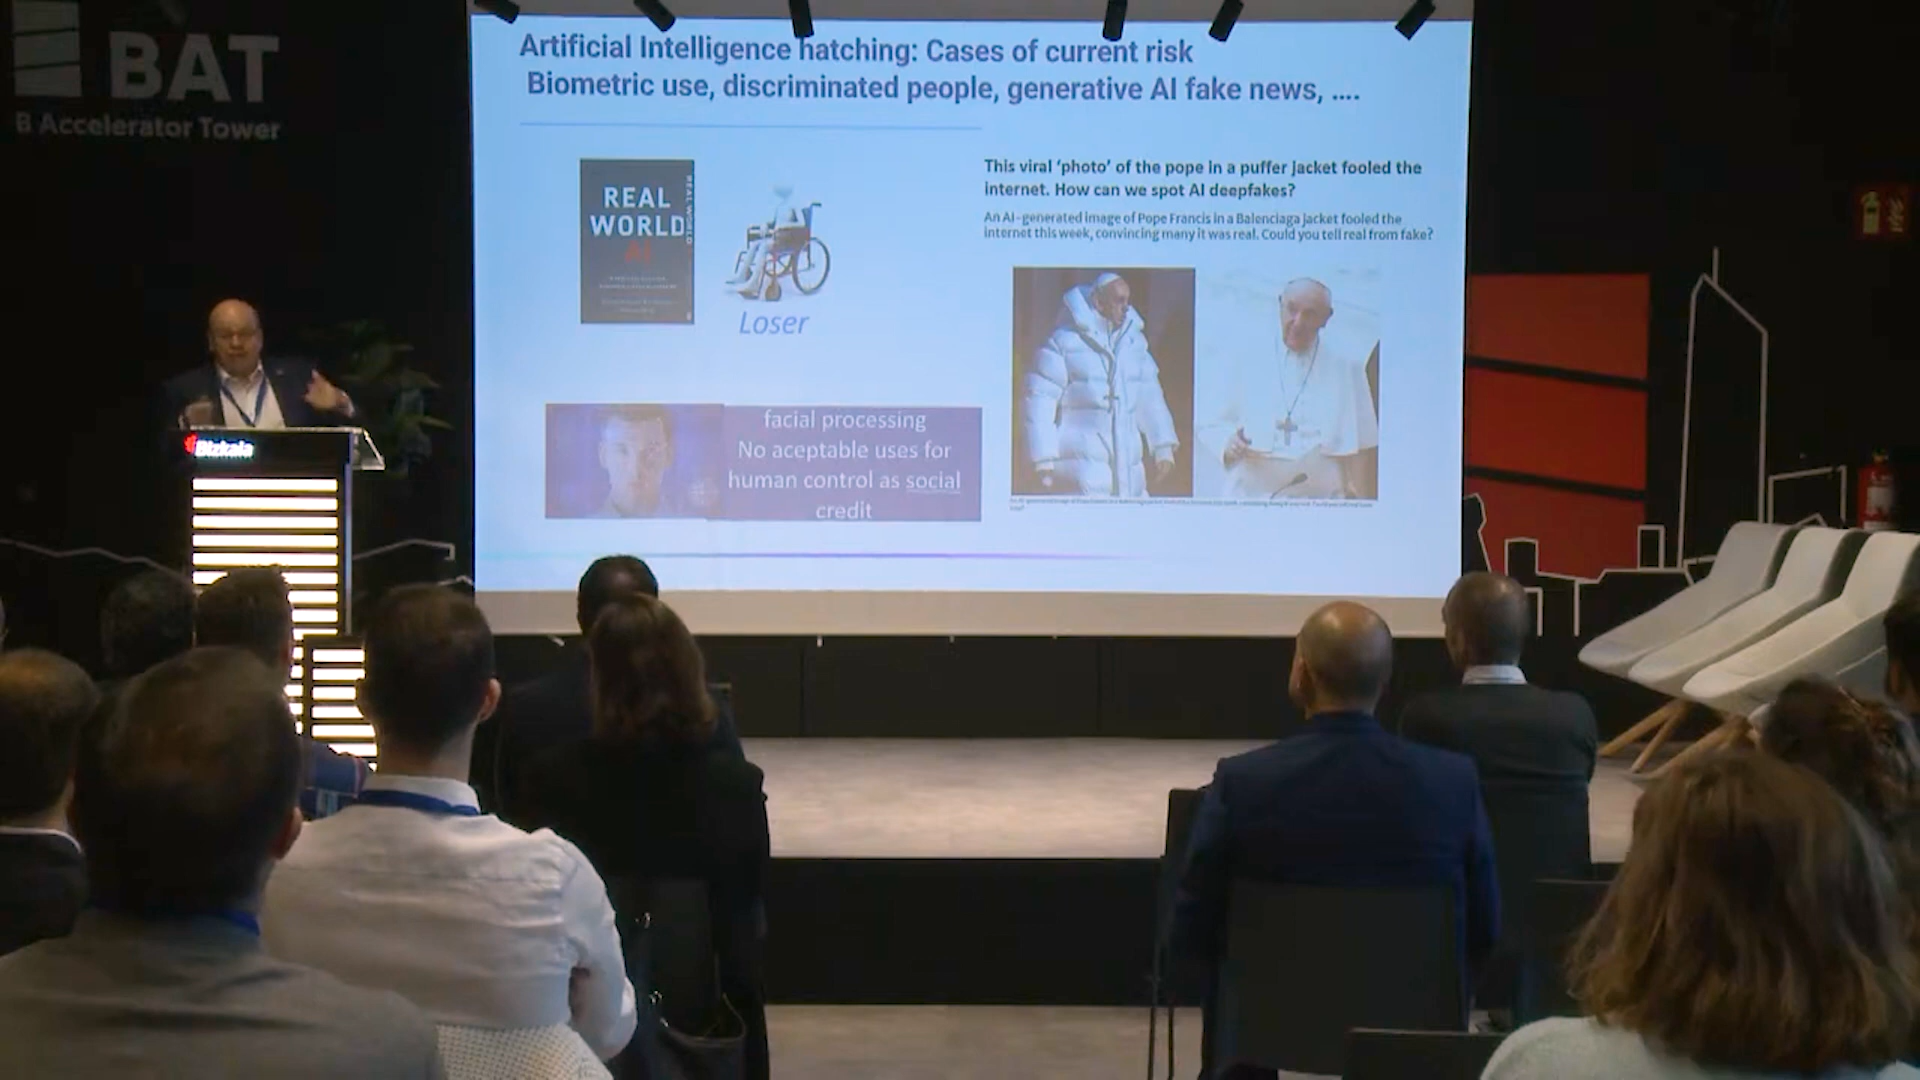 BAT
B Accelerator Tower
Artificial Intelligence hatching: Cases of current risk
Biometric use, discriminated people, generative AI fake news, ....
REAL
WORLD
AI
REAL WORLD
Loser
This viral ‘photo’ of the pope in a puffer jacket fooled the
internet. How can we spot AI deepfakes?
An AI-generated image of Pope Francis in a Balenciaga jacket fooled the
internet this week, convincing many it was real. Could you tell real from fake?
facial processing
No aceptable uses for
human control as social
credit
Bizkaia